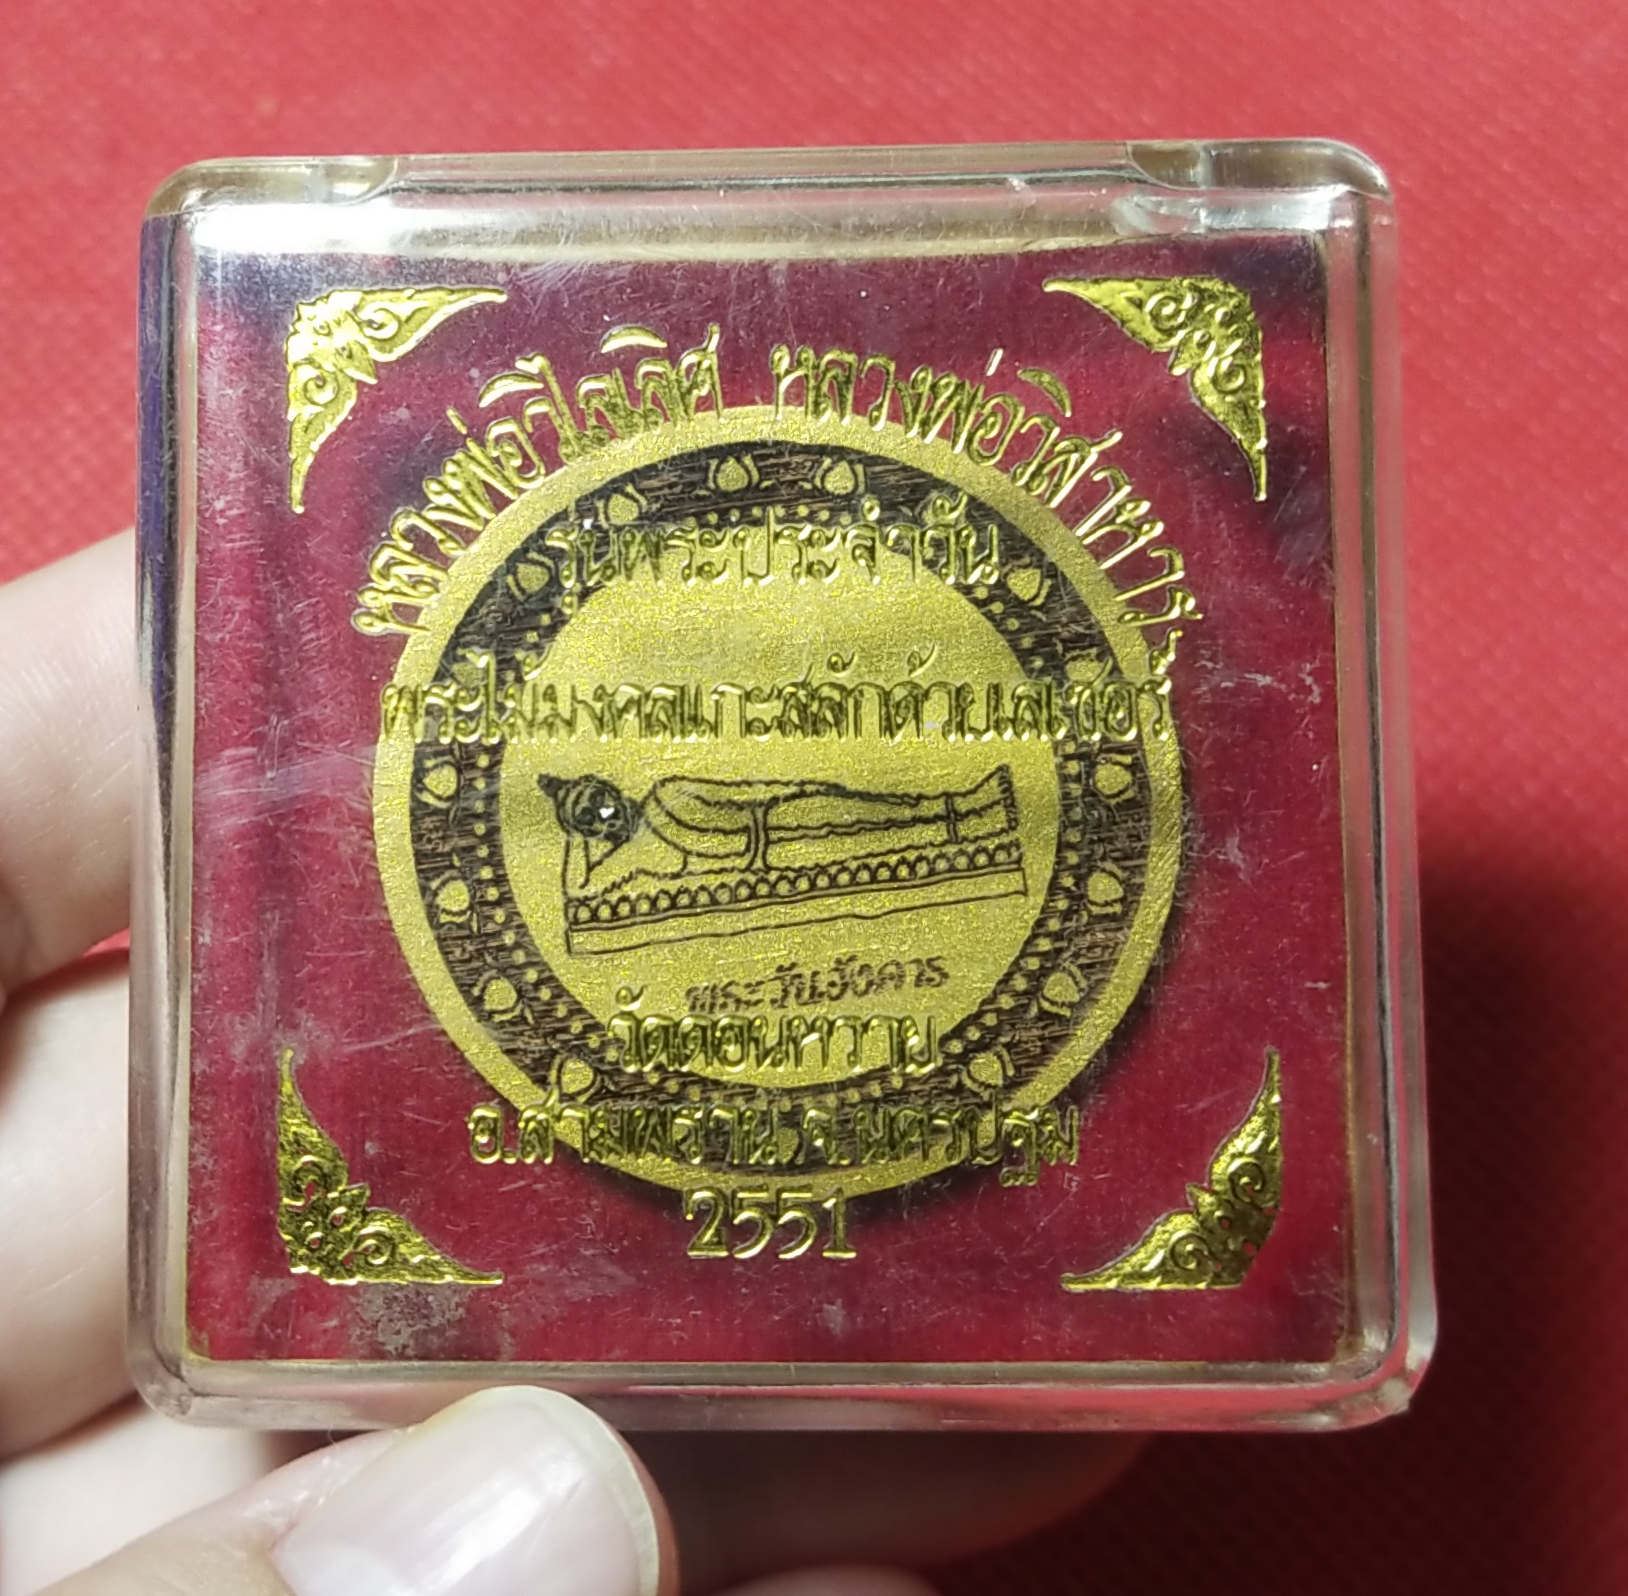 หลวงพ่อวิไลเลิศ หลวงพ่อวิสาหาร
รุ่นพระประจำวัน
พระไม้มงคลแกะสลักด้วยเลเซอร์
พระวันอังคาร
วัดดอนหวาย
อ.สามพราน จ.นครปฐม
2551